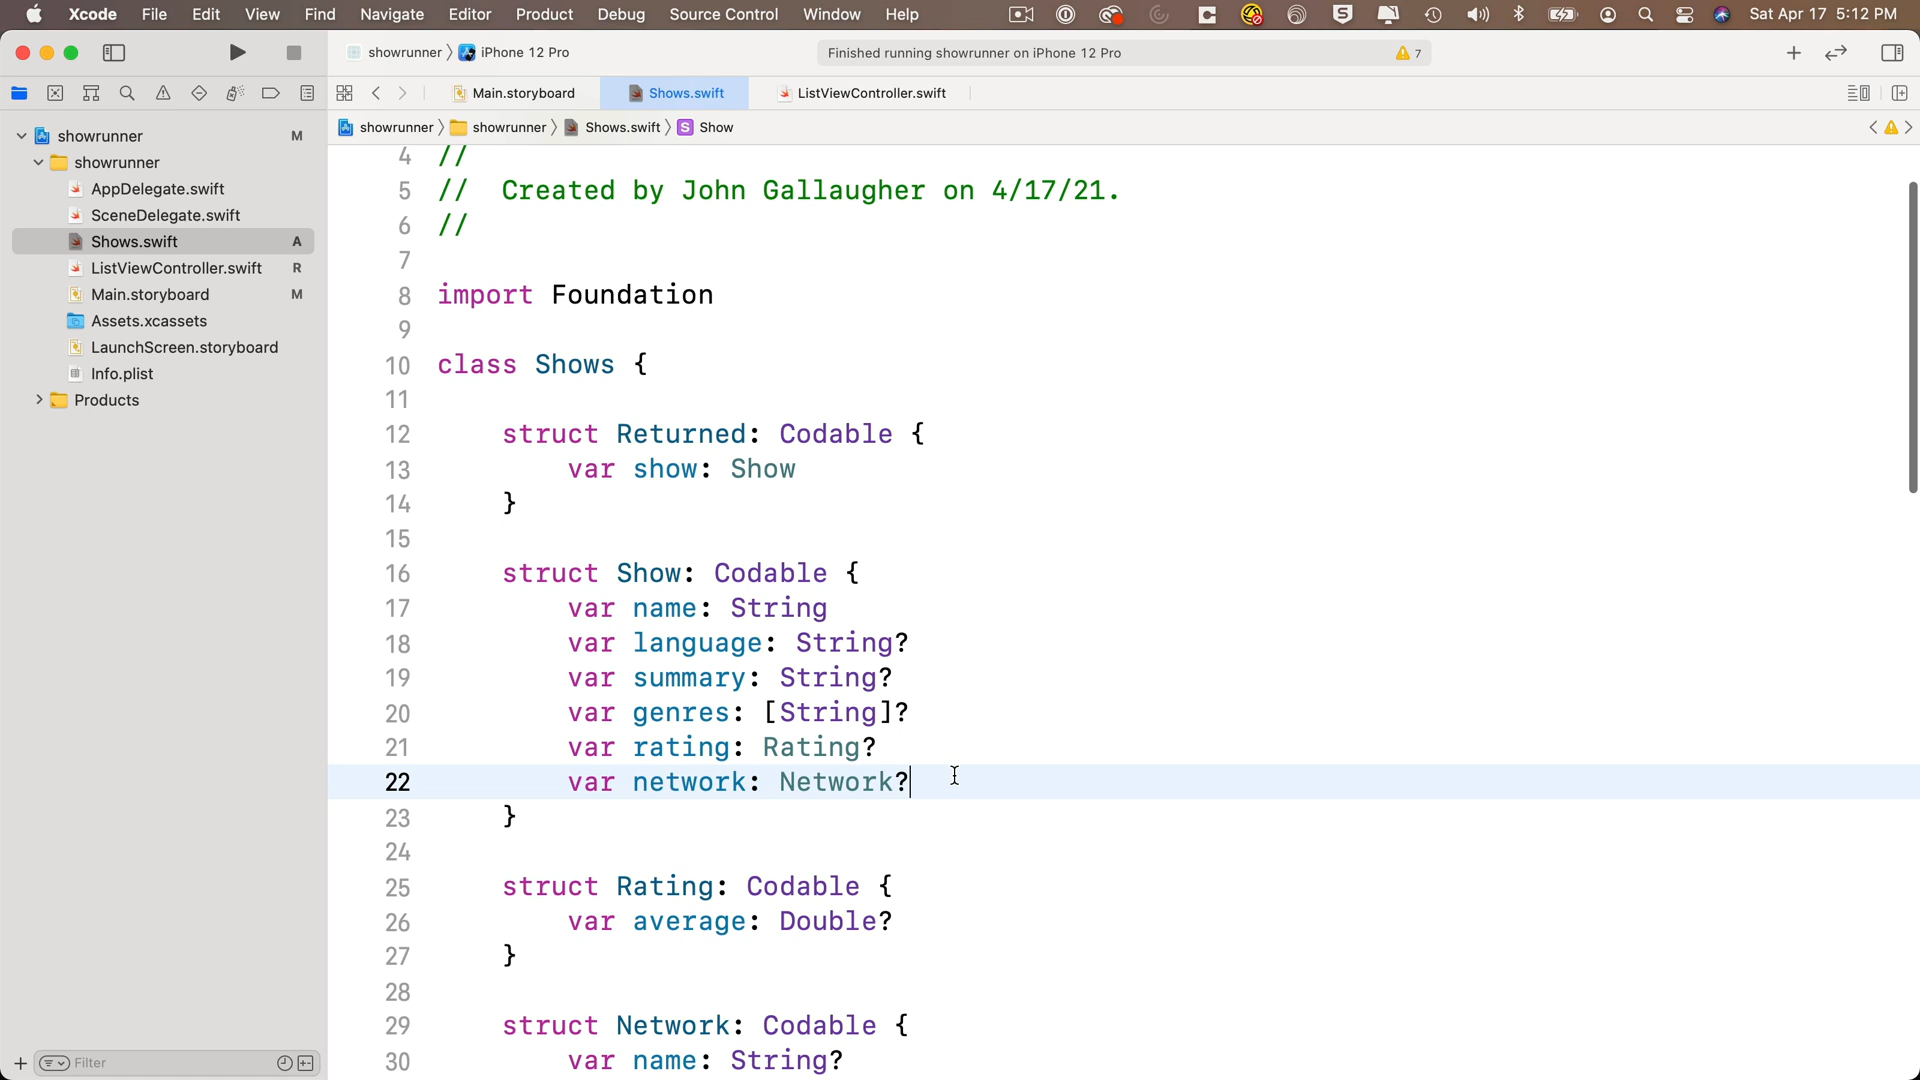 Xcode File Edit View Find Navigate Editor Product Debug Source Control Window Help Sat Apr 17 5:12 PM
showrunner iPhone 12 Pro Finished running showrunner on iPhone 12 Pro 7
Main.storyboard Shows.swift ListViewController.swift
showrunner showrunner Shows.swift S Show
showrunner M
showrunner
AppDelegate.swift
SceneDelegate.swift
Shows.swift A
ListViewController.swift R
Main.storyboard M
Assets.xcassets
LaunchScreen.storyboard
Info.plist
Products
Filter
4 //
5 // Created by John Gallaugher on 4/17/21.
6 //
7
8 import Foundation
9
10 class Shows {
11
12 struct Returned: Codable {
13 var show: Show
14 }
15
16 struct Show: Codable {
17 var name: String
18 var language: String?
19 var summary: String?
20 var genres: [String]?
21 var rating: Rating?
22 var network: Network?
23 }
24
25 struct Rating: Codable {
26 var average: Double?
27 }
28
29 struct Network: Codable {
30 var name: String?